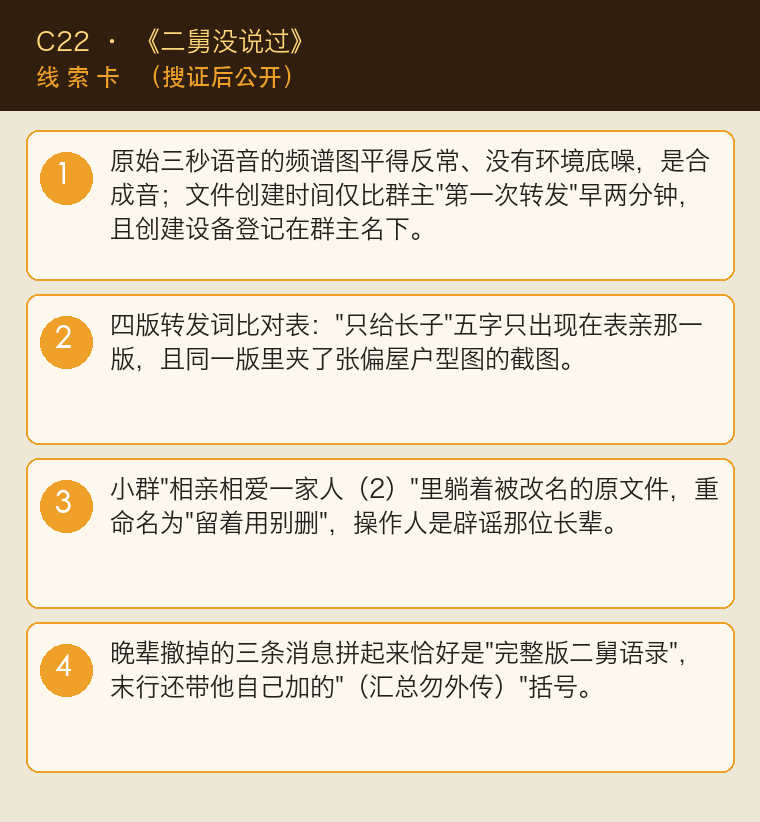 C22 · 《二舅没说过》
线索卡 （搜证后公开）
1
原始三秒语音的频谱图平得反常、没有环境底噪，是合
成音；文件创建时间仅比群主"第一次转发"早两分钟，
且创建设备登记在群主名下。
2
四版转发词比对表："只给长子"五字只出现在表亲那一
版，且同一版里夹了张偏屋户型图的截图。
3
小群"相亲相爱一家人（2）"里躺着被改名的原文件，重
命名为"留着用别删"，操作人是辟谣那位长辈。
4
晚辈撤掉的三条消息拼起来恰好是"完整版二舅语录"，
末行还带他自己加的"（汇总勿外传）"括号。